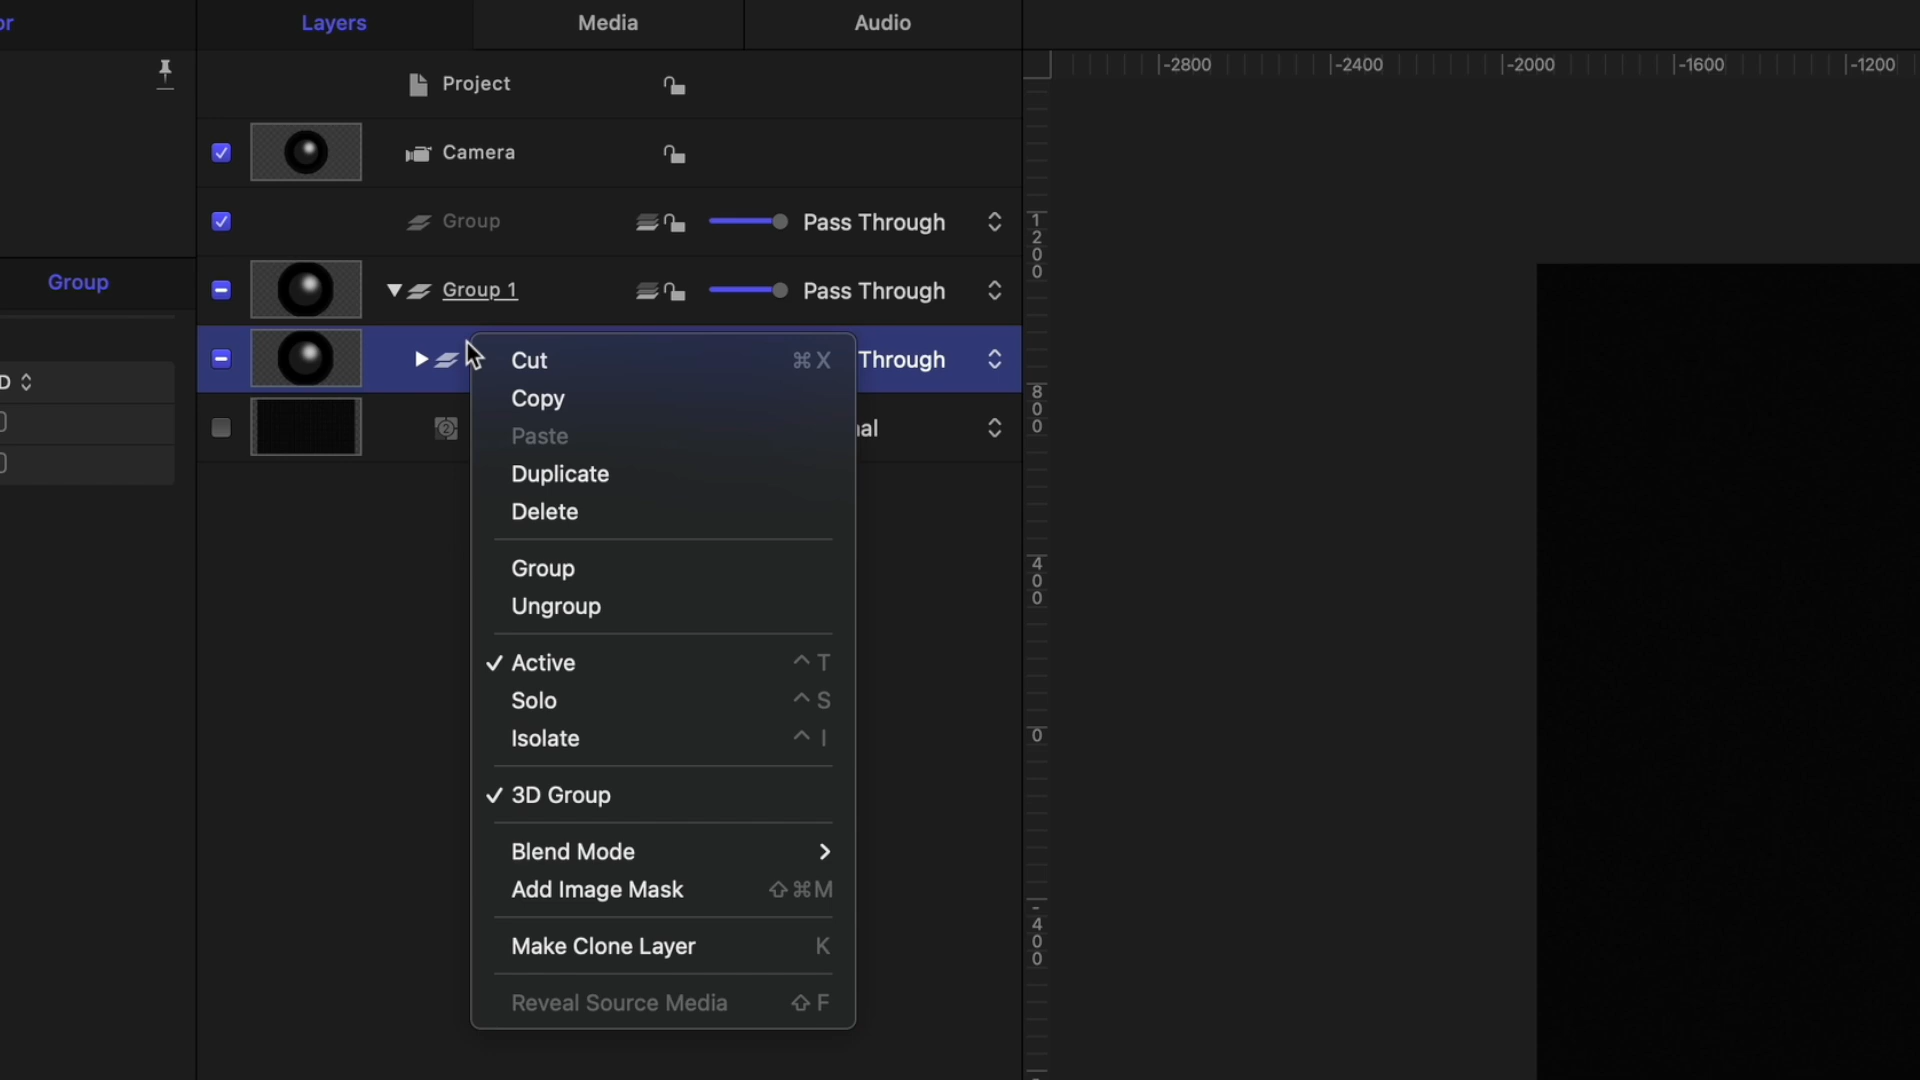 or
Layers
Media
Audio
Project
-2800
-2400
-2000
-1600
-1200
Camera
Group
Pass Through
1200
Group
Group 1
Pass Through
Cut ⌘ X
Through
D
Copy
800
Paste
al
Duplicate
Delete
Group
400
Ungroup
Active ^ T
Solo ^ S
Isolate ^ I
0
3D Group
Blend Mode
Add Image Mask ⇧⌘M
-400
Make Clone Layer K
Reveal Source Media ⇧ F